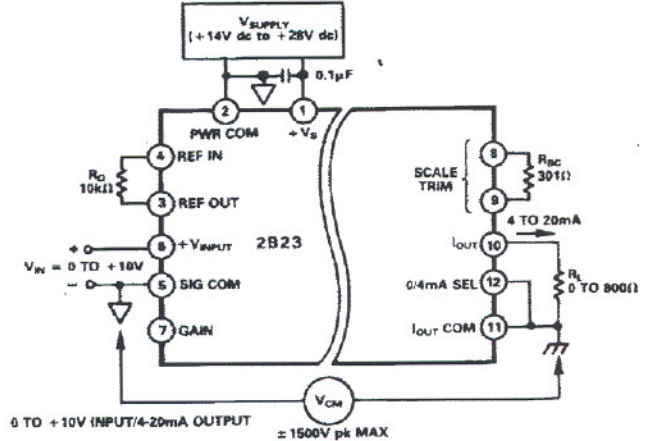 VSUPPLY
(+14V dc to +28V dc)
0.1µF
2
1
PWR COM
+VS
4
REF IN
RO
10kΩ
3
REF OUT
6
+VINPUT
2B23
+
VIN = 0 TO +10V
−
5
SIG COM
7
GAIN
8
SCALE
TRIM
RSC
301Ω
9
4 TO 20mA
IOUT
10
0/4mA SEL
12
RL
0 TO 800Ω
IOUT COM
11
VCM
0 TO +10V INPUT/4-20mA OUTPUT
±1500V pk MAX